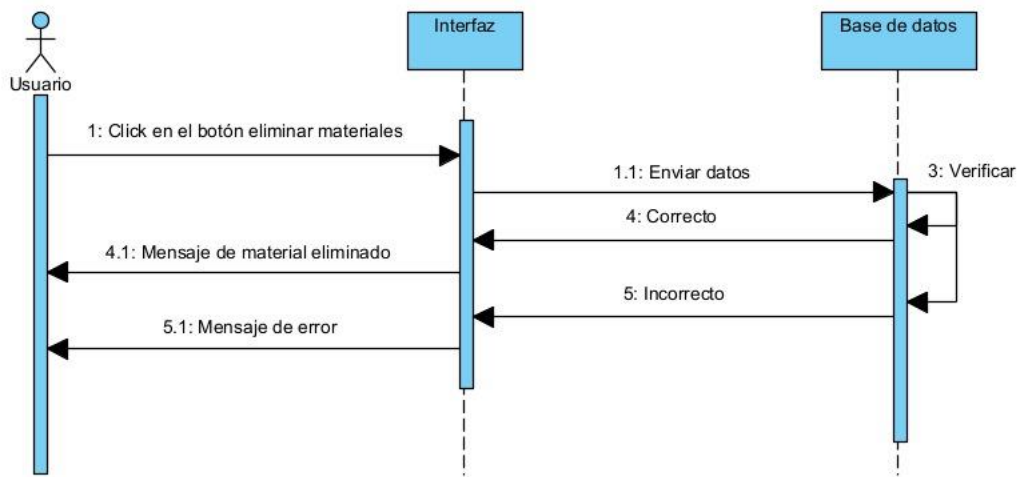 Usuario
Interfaz
Base de datos
1: Click en el botón eliminar materiales
1.1: Enviar datos
3: Verificar
4: Correcto
4.1: Mensaje de material eliminado
5: Incorrecto
5.1: Mensaje de error